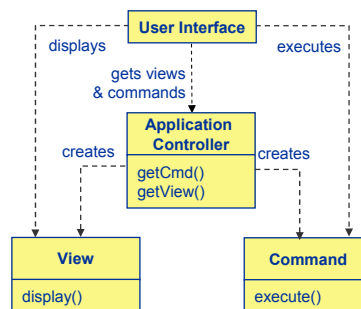 User Interface
displays
executes
gets views
& commands
Application
Controller
creates
creates
getCmd()
getView()
View
Command
display()
execute()